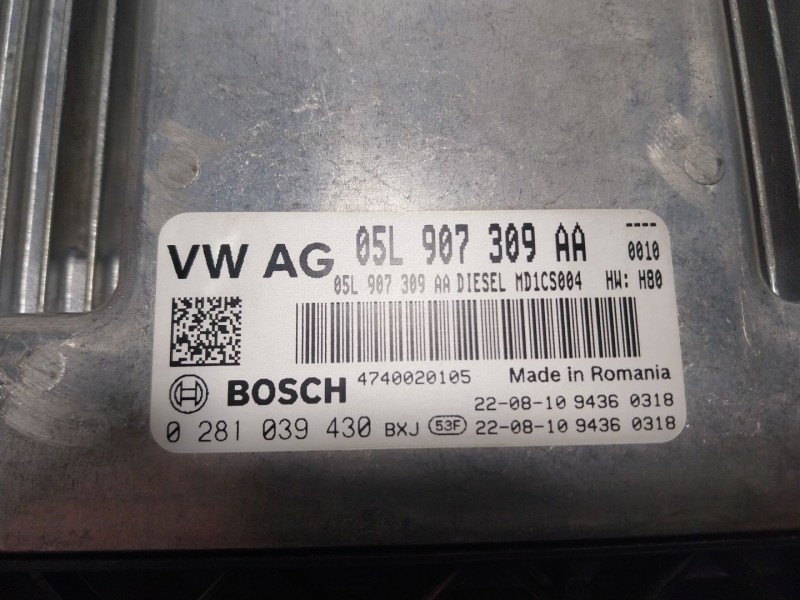 VW AG 05L 907 309 AA ---- 0010
05L 907 309 AA DIESEL MD1CS004 HW: H80
BOSCH 4740020105 Made in Romania
22-08-10 9436 0318
0 281 039 430 BXJ 53F 22-08-10 9436 0318